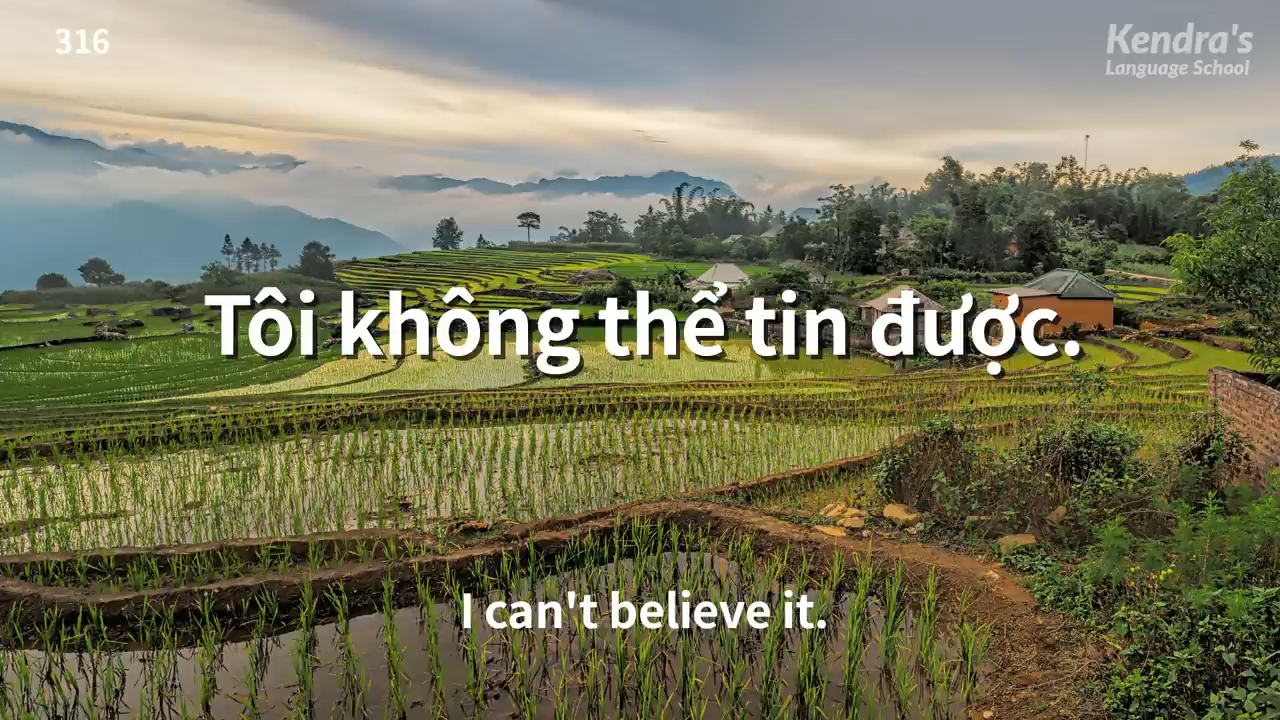 316
Kendra's
Language School
Tôi không thể tin được.
I can't believe it.